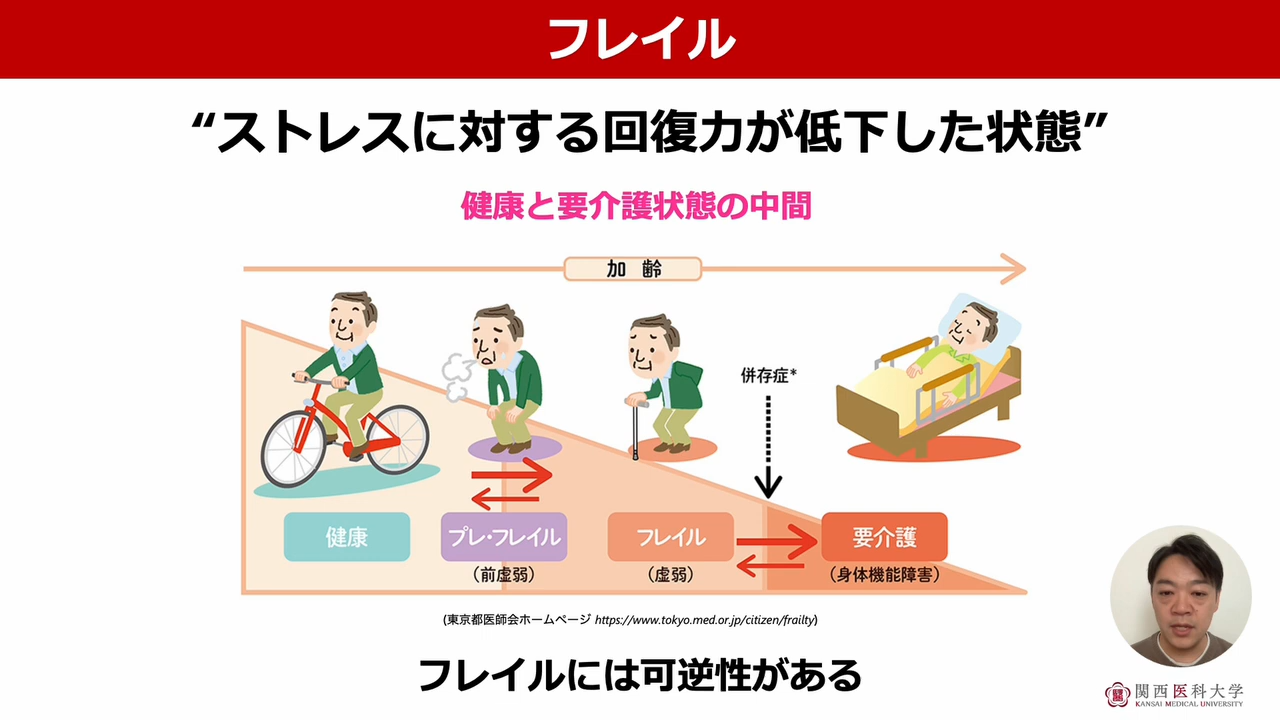 フレイル
“ストレスに対する回復力が低下した状態”
健康と要介護状態の中間
加 齢
併存症*
健康
プレ・フレイル
フレイル
要介護
(前虚弱)
(虚弱)
(身体機能障害)
(東京都医師会ホームページ https://www.tokyo.med.or.jp/citizen/frailty)
フレイルには可逆性がある
関西医科大学
KANSAI MEDICAL UNIVERSITY